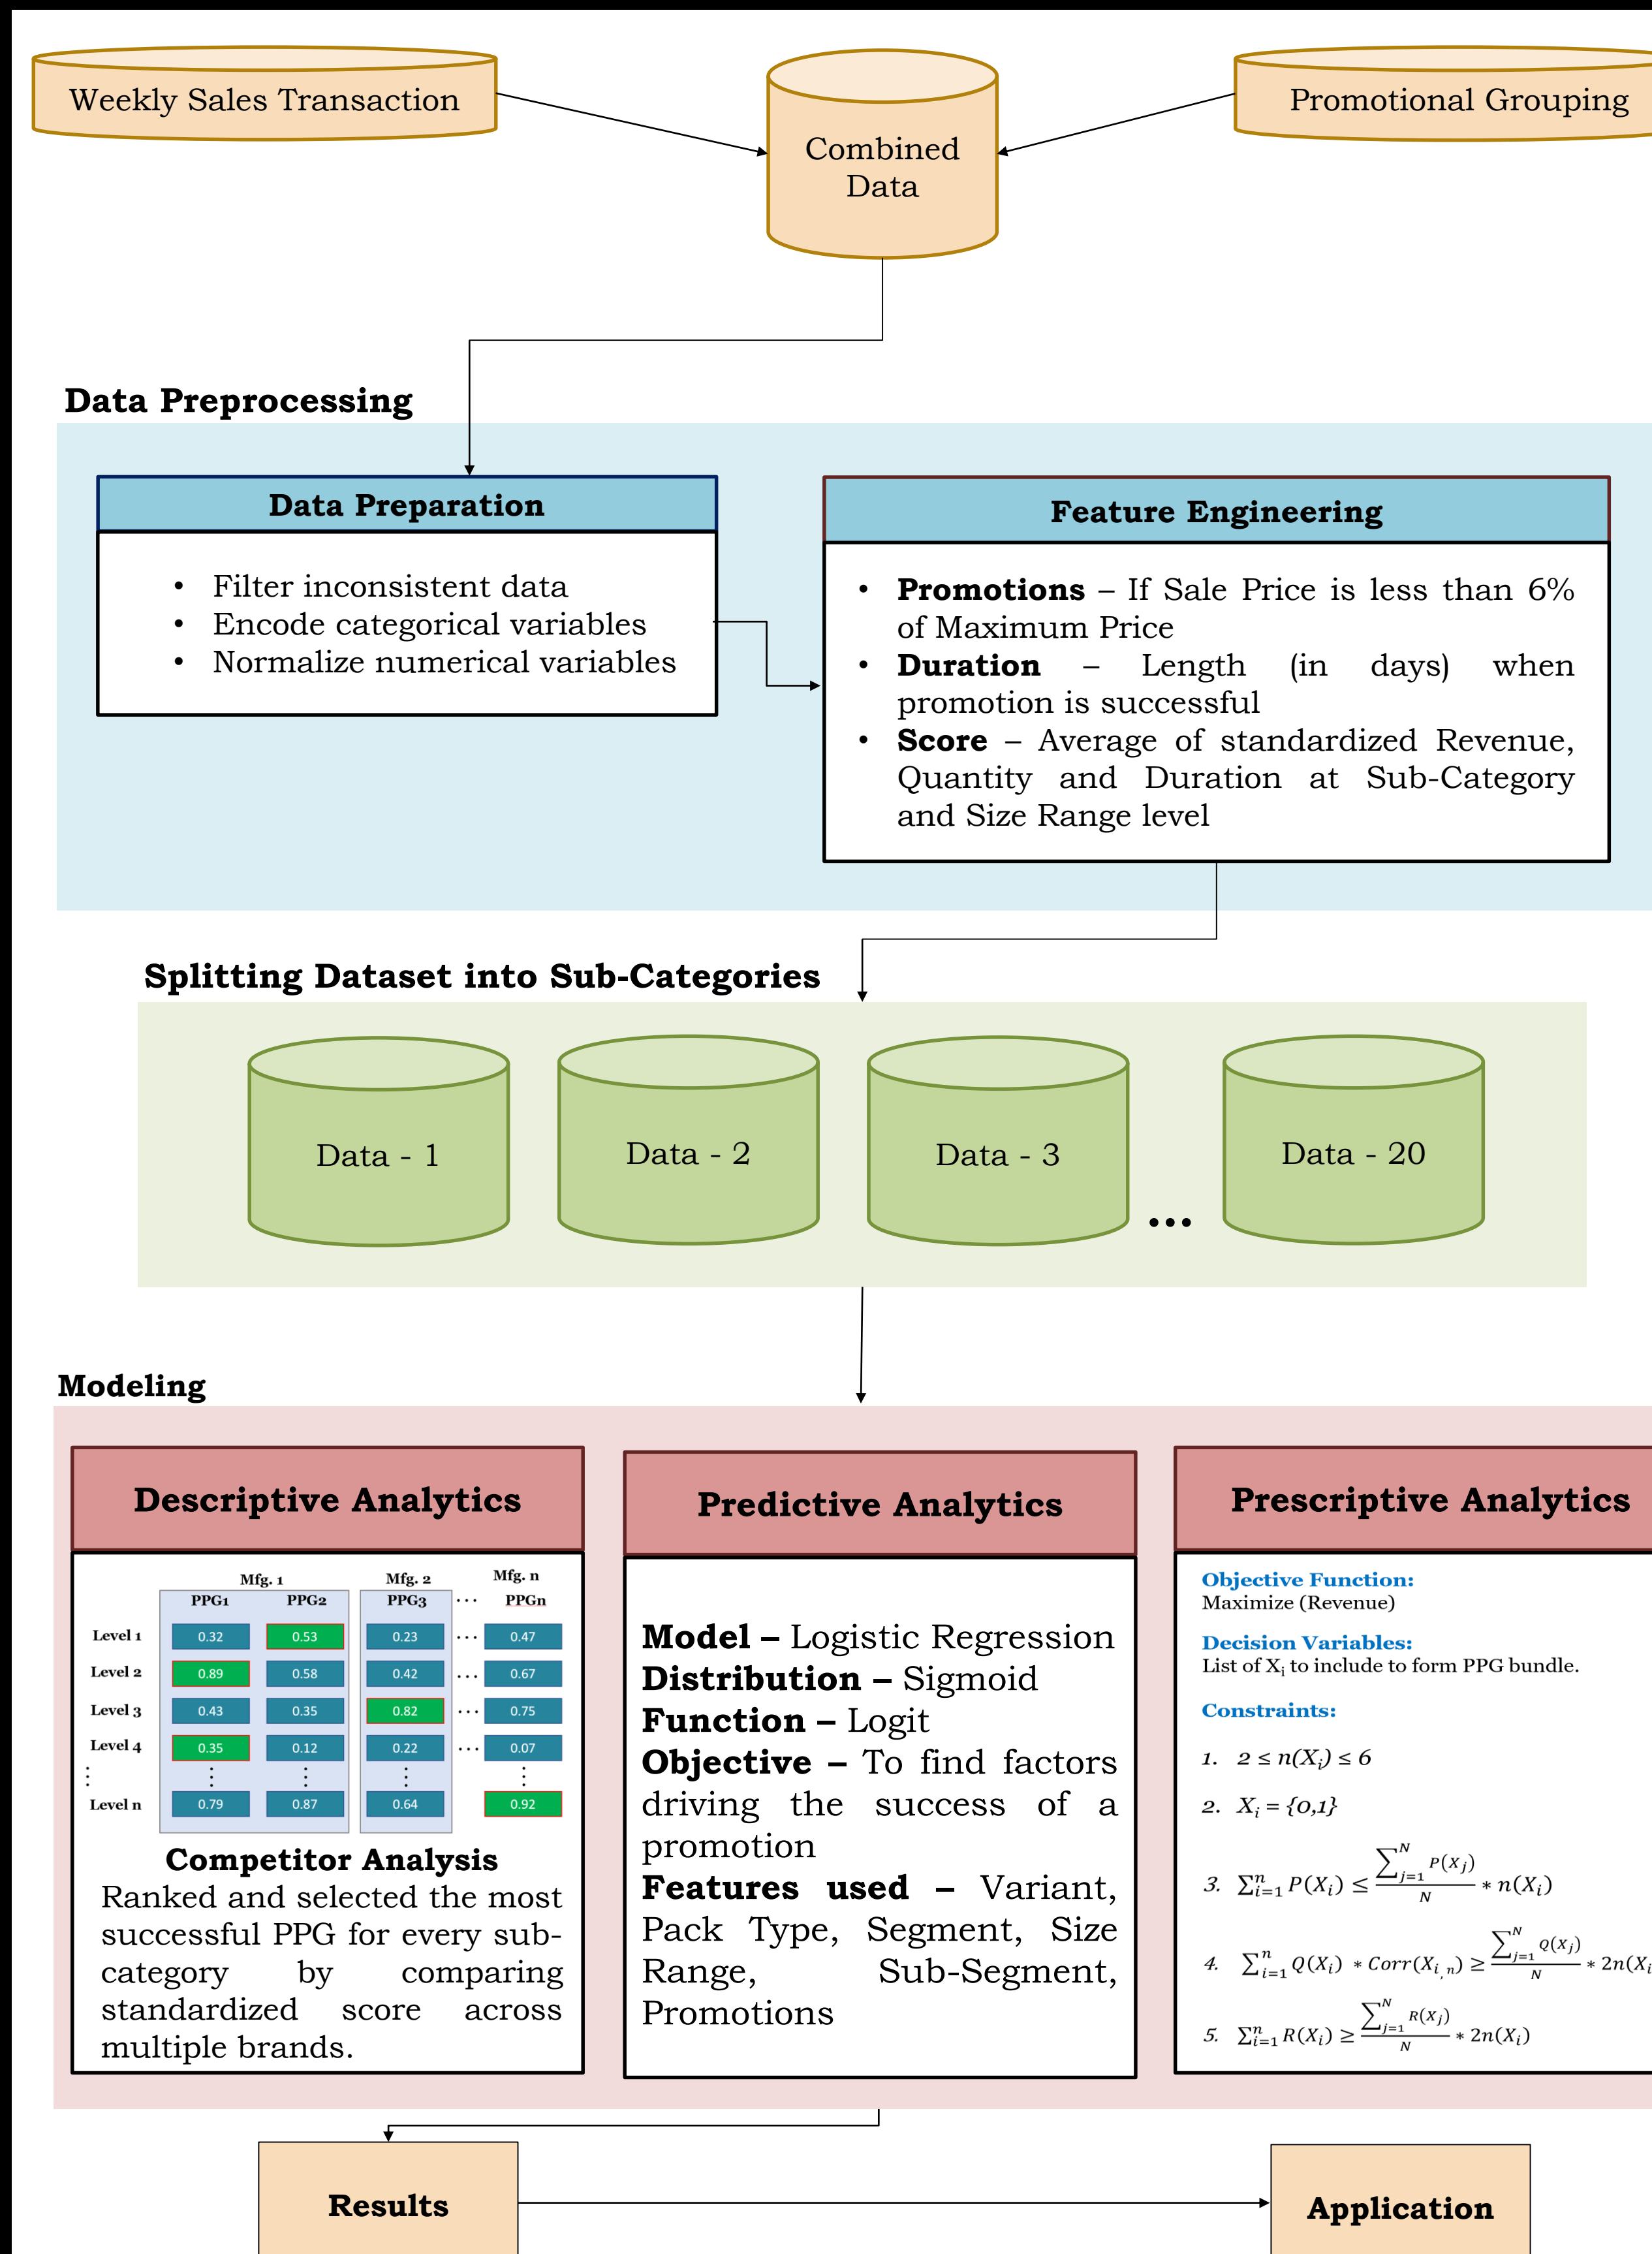 Weekly Sales Transaction
Combined
Data
Promotional Grouping
Data Preprocessing
Data Preparation
• Filter inconsistent data
• Encode categorical variables
• Normalize numerical variables
Feature Engineering
• Promotions – If Sale Price is less than 6%
of Maximum Price
• Duration – Length (in days) when
promotion is successful
• Score – Average of standardized Revenue,
Quantity and Duration at Sub-Category
and Size Range level
Splitting Dataset into Sub-Categories
Data - 1
Data - 2
Data - 3
...
Data - 20
Modeling
Descriptive Analytics
Mfg. 1 Mfg. 2 Mfg. n
PPG1 PPG2 PPG3 ... PPGn
Level 1 0.32 0.53 0.23 ... 0.47
Level 2 0.89 0.58 0.42 ... 0.67
Level 3 0.43 0.35 0.82 ... 0.75
Level 4 0.35 0.12 0.22 ... 0.07
Level n 0.79 0.87 0.64 0.92
Competitor Analysis
Ranked and selected the most
successful PPG for every sub-
category by comparing
standardized score across
multiple brands.
Predictive Analytics
Model – Logistic Regression
Distribution – Sigmoid
Function – Logit
Objective – To find factors
driving the success of a
promotion
Features used – Variant,
Pack Type, Segment, Size
Range, Sub-Segment,
Promotions
Prescriptive Analytics
Objective Function:
Maximize (Revenue)
Decision Variables:
List of Xᵢ to include to form PPG bundle.
Constraints:
1. 2 ≤ n(Xᵢ) ≤ 6
2. Xᵢ = {0,1}
3. ∑ⁿᵢ₌₁ P(Xᵢ) ≤ (∑ᴺⱼ₌₁ P(Xⱼ))/N * n(Xᵢ)
4. ∑ⁿᵢ₌₁ Q(Xᵢ) * Corr(Xᵢ,ₙ) ≥ (∑ᴺⱼ₌₁ Q(Xⱼ))/N * 2n(Xᵢ
5. ∑ⁿᵢ₌₁ R(Xᵢ) ≥ (∑ᴺⱼ₌₁ R(Xⱼ))/N * 2n(Xᵢ)
Results
Application